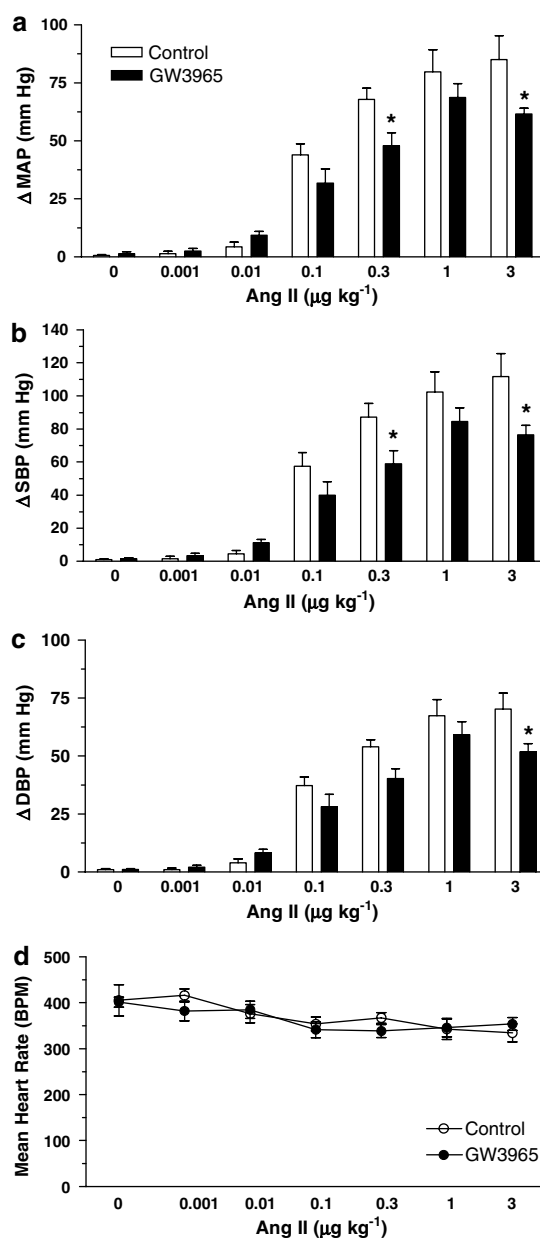 a
100
75
50
25
0
Δ MAP (mm Hg)
Control
GW3965
*
*
0 0.001 0.01 0.1 0.3 1 3
Ang II (µg kg⁻¹)
b
140
120
100
80
60
40
20
0
Δ SBP (mm Hg)
*
*
0 0.001 0.01 0.1 0.3 1 3
Ang II (µg kg⁻¹)
c
100
75
50
25
0
Δ DBP (mm Hg)
*
0 0.001 0.01 0.1 0.3 1 3
Ang II (µg kg⁻¹)
d
500
400
300
200
100
0
Mean Heart Rate (BPM)
Control
GW3965
0 0.001 0.01 0.1 0.3 1 3
Ang II (µg kg⁻¹)